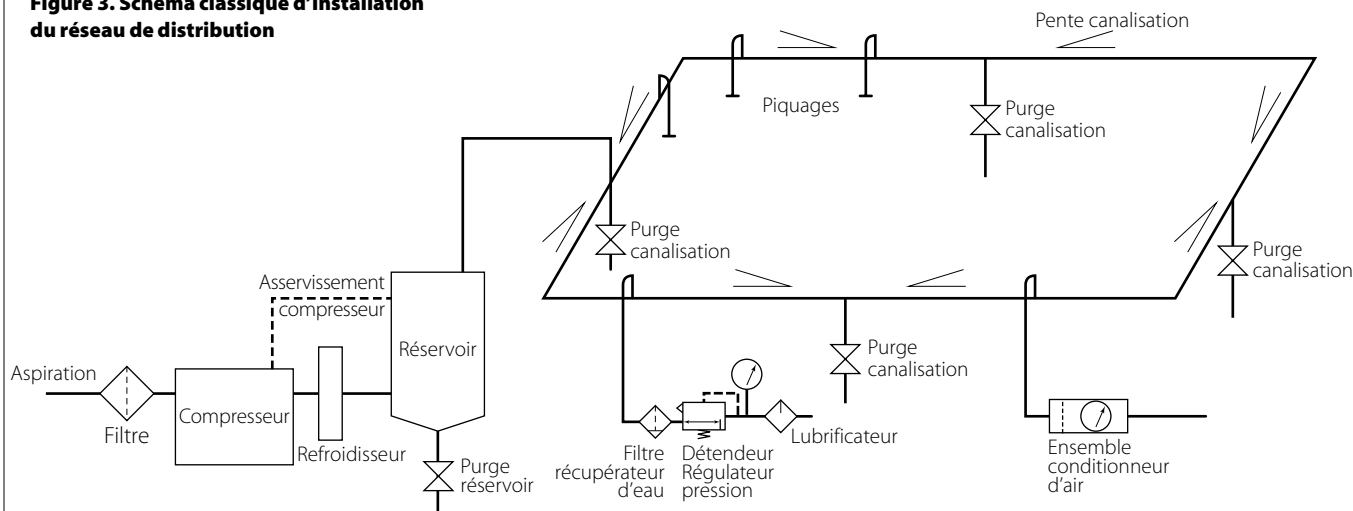 Figure 3. Schéma classique d'installation
du réseau de distribution
Pente canalisation
Piquages
Purge
canalisation
Purge
canalisation
Purge
canalisation
Asservissement
compresseur
Réservoir
Purge
canalisation
Aspiration
Compresseur
Filtre
Refroidisseur
Purge
réservoir
Lubrificateur
Filtre
récupérateur
d'eau
Détendeur
Régulateur
pression
Ensemble
conditionneur
d'air